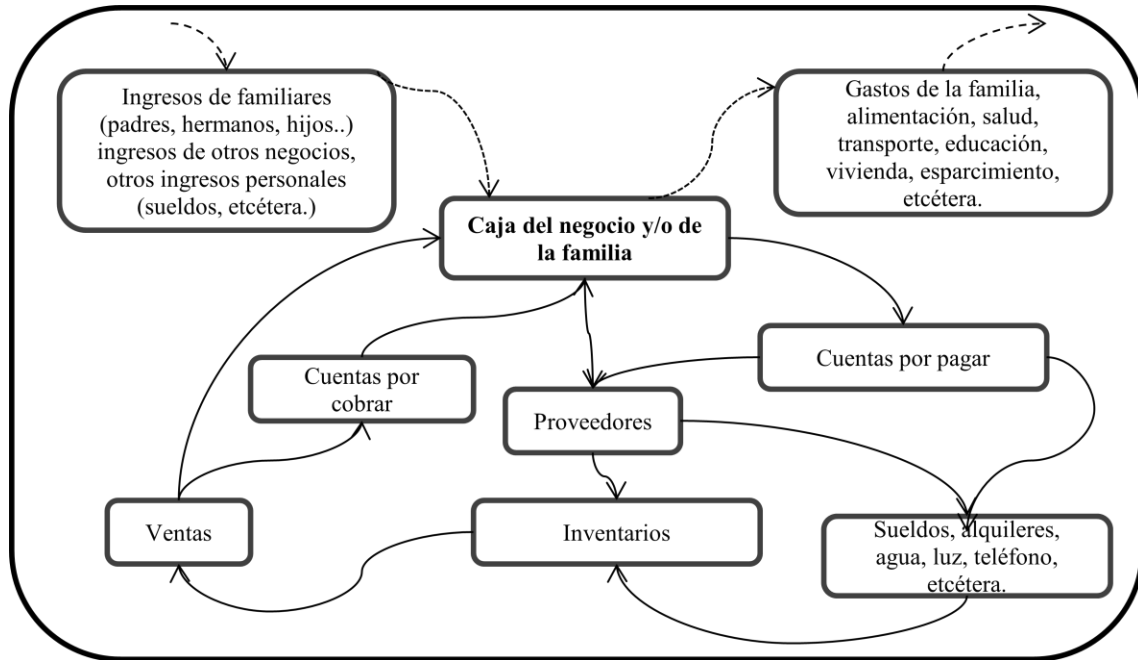 Ingresos de familiares
(padres, hermanos, hijos..)
ingresos de otros negocios,
otros ingresos personales
(sueldos, etcétera.)
Gastos de la familia,
alimentación, salud,
transporte, educación,
vivienda, esparcimiento,
etcétera.
Caja del negocio y/o de
la familia
Cuentas por
cobrar
Cuentas por pagar
Proveedores
Ventas
Inventarios
Sueldos, alquileres,
agua, luz, teléfono,
etcétera.